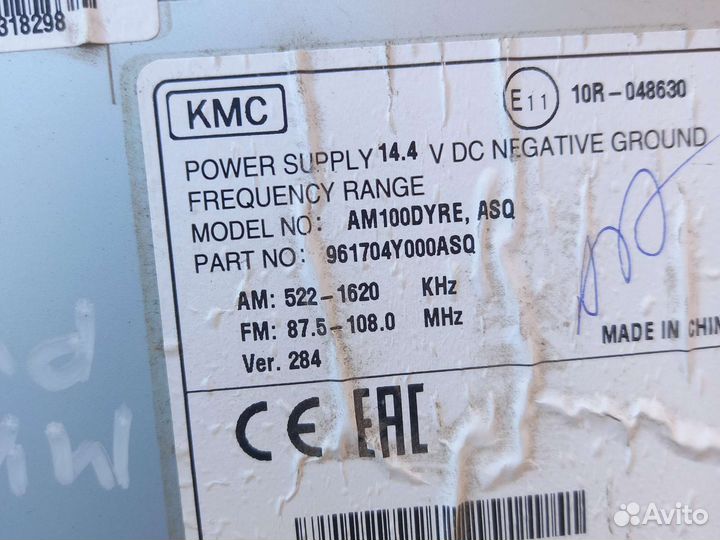 318298
KMC
E11 10R-048630
POWER SUPPLY 14.4 V DC NEGATIVE GROUND
FREQUENCY RANGE
MODEL NO: AM100DYRE, ASQ
PART NO: 961704Y000ASQ
AM: 522-1620 KHz
FM: 87.5-108.0 MHz
MADE IN CHIN
Ver. 284
CE EAC
Avito